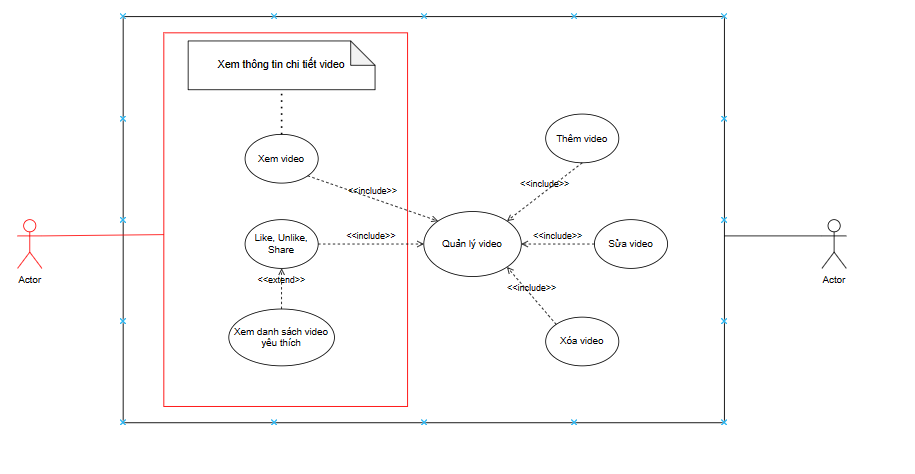 Xem thông tin chi tiết video
Xem video
Thêm video
<<include>>
<<include>>
Like, Unlike,
Share
<<include>>
Quản lý video
<<include>>
Sửa video
<<extend>>
<<include>>
Xem danh sách video
yêu thích
Xóa video
Actor
Actor